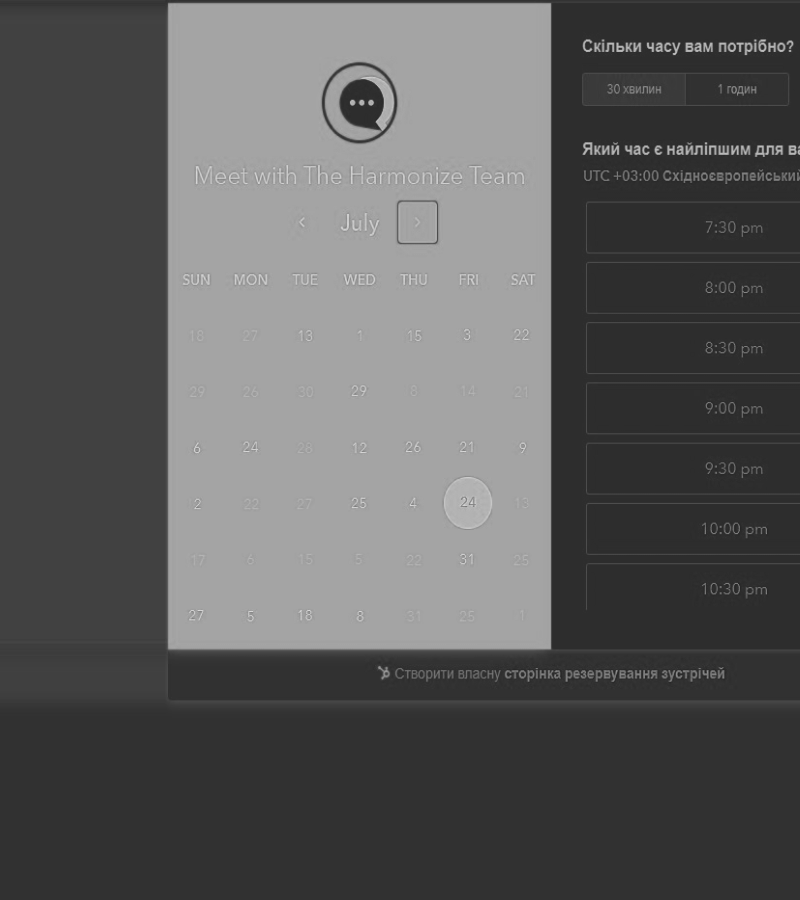 Meet with The Harmonize Team
July
SUN MON TUE WED THU FRI SAT
18 27 13 1 15 3 22
29 26 30 29 8 14 21
6 24 28 12 26 21 9
2 22 27 25 4 24 13
17 6 15 5 22 31 25
27 5 18 8 31 25 1
Скільки часу вам потрібно?
30 хвилин 1 годин
Який час є найліпшим для ва
UTC +03:00 Східноєвропейський
7:30 pm
8:00 pm
8:30 pm
9:00 pm
9:30 pm
10:00 pm
10:30 pm
Створити власну сторінка резервування зустрічей